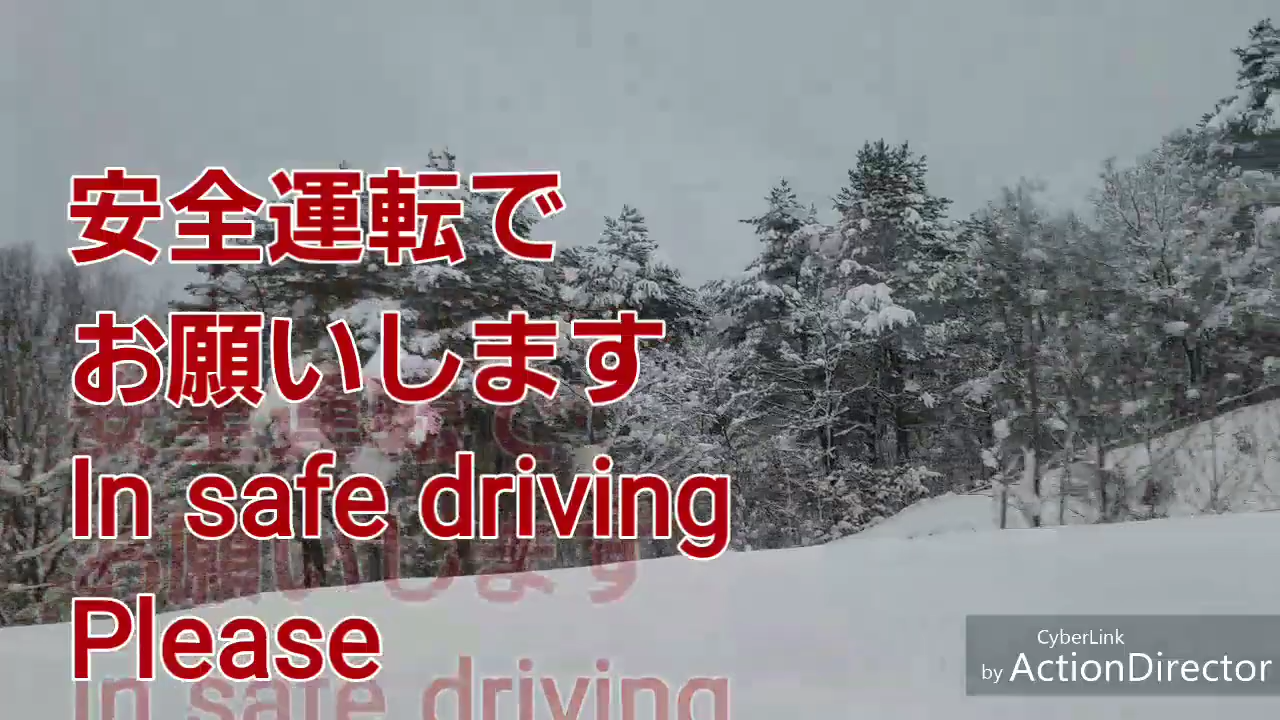 安全運転で
お願いします
In safe driving
Please
CyberLink
by ActionDirector